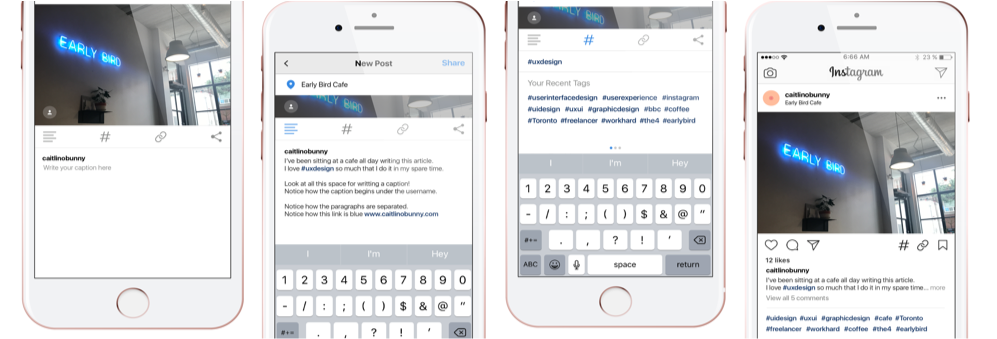 EARLY BIRD
caitlinobunny
Write your caption here
New Post
Share
Early Bird Cafe
BIRD
caitlinobunny
I've been sitting at a cafe all day writing this article.
I love #uxdesign so much that I do it in my spare time.
Look at all this space for writting a caption!
Notice how the caption begins under the username.
Notice how the paragraphs are separated.
Notice how this link is blue www.caitlinobunny.com
I I'm Hey
1 2 3 4 5 6 7 8 9 0
- / : ; ( ) $ & @ "
#+= . , ? ! '
EARLY BIRD
#
#uxdesign
Your Recent Tags
#userinterfacedesign #userexperience #instagram
#uidesign #uxui #graphicdesign #bbc #coffee
#Toronto #freelancer #workhard #the4 #earlybird
I I'm Hey
1 2 3 4 5 6 7 8 9 0
- / : ; ( ) $ & @ "
#+= . , ? ! '
ABC space return
6:66 AM 23 %
Instagram
caitlinobunny
Early Bird Cafe
EARLY BIRD
#
12 likes
caitlinobunny
I've been sitting at a cafe all day writing this article.
I love #uxdesign so much that I do it in my spare time... more
View all 5 comments
#uidesign #uxui #graphicdesign #cafe #Toronto
#freelancer #workhard #coffee #the4 #earlybird